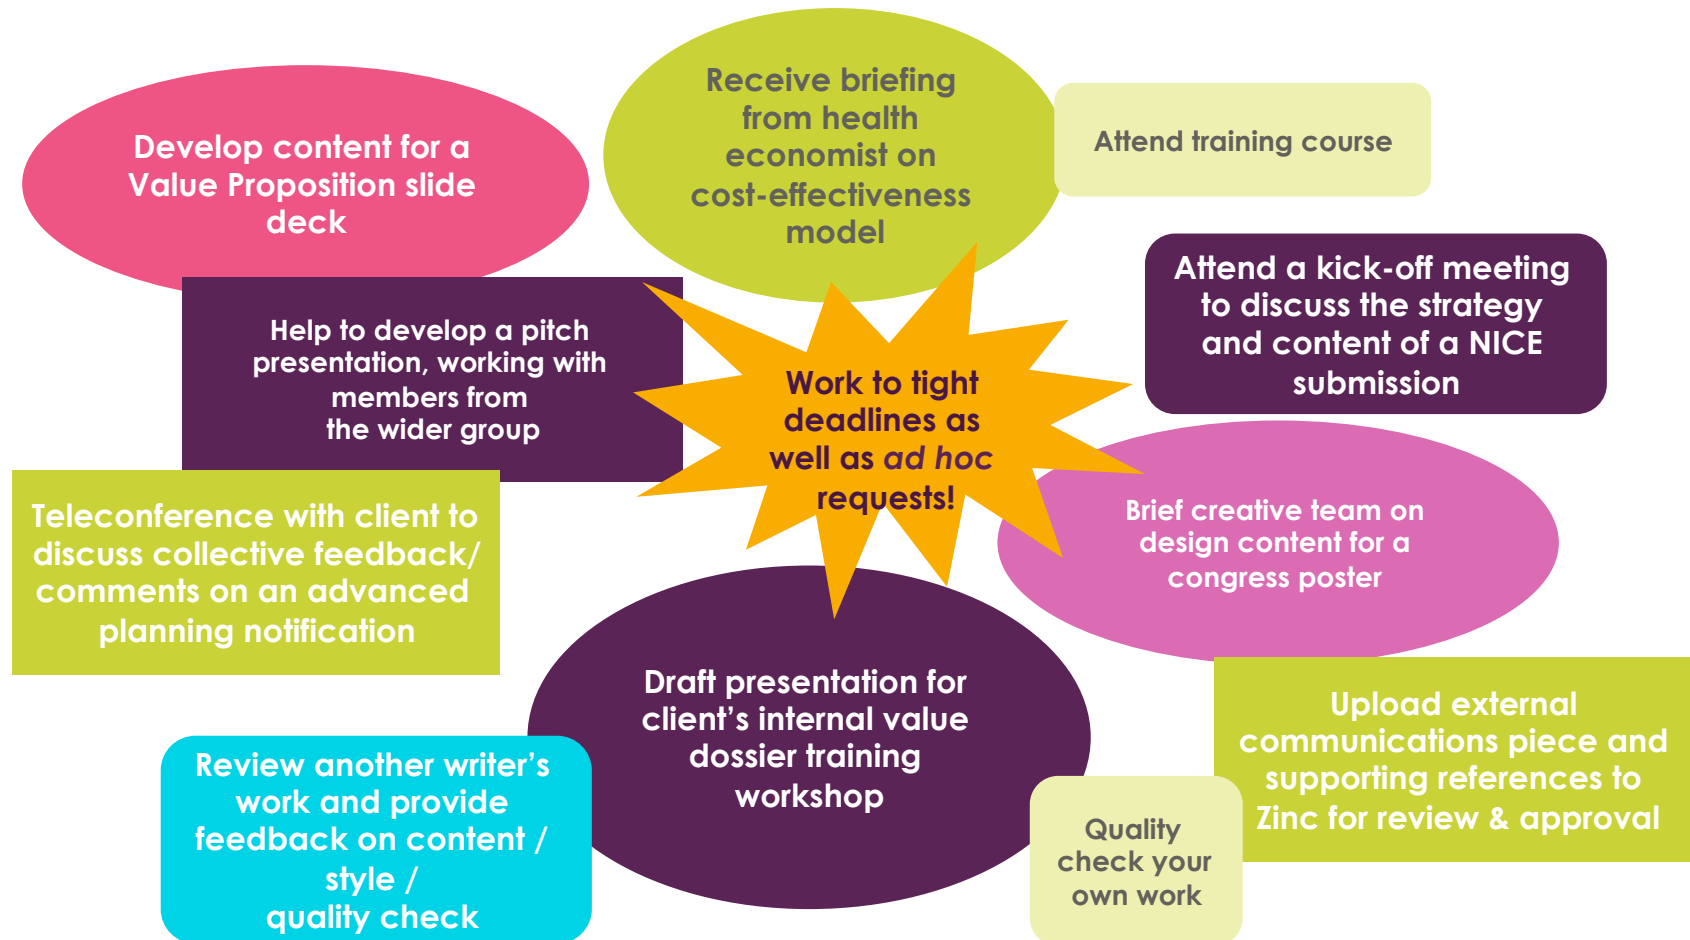 Develop content for a
Value Proposition slide
deck
Receive briefing
from health
economist on
cost-effectiveness
model
Attend training course
Attend a kick-off meeting
to discuss the strategy
and content of a NICE
submission
Help to develop a pitch
presentation, working with
members from
the wider group
Work to tight
deadlines as
well as ad hoc
requests!
Teleconference with client to
discuss collective feedback/
comments on an advanced
planning notification
Brief creative team on
design content for a
congress poster
Draft presentation for
client’s internal value
dossier training
workshop
Upload external
communications piece and
supporting references to
Zinc for review & approval
Review another writer’s
work and provide
feedback on content /
style /
quality check
Quality
check your
own work